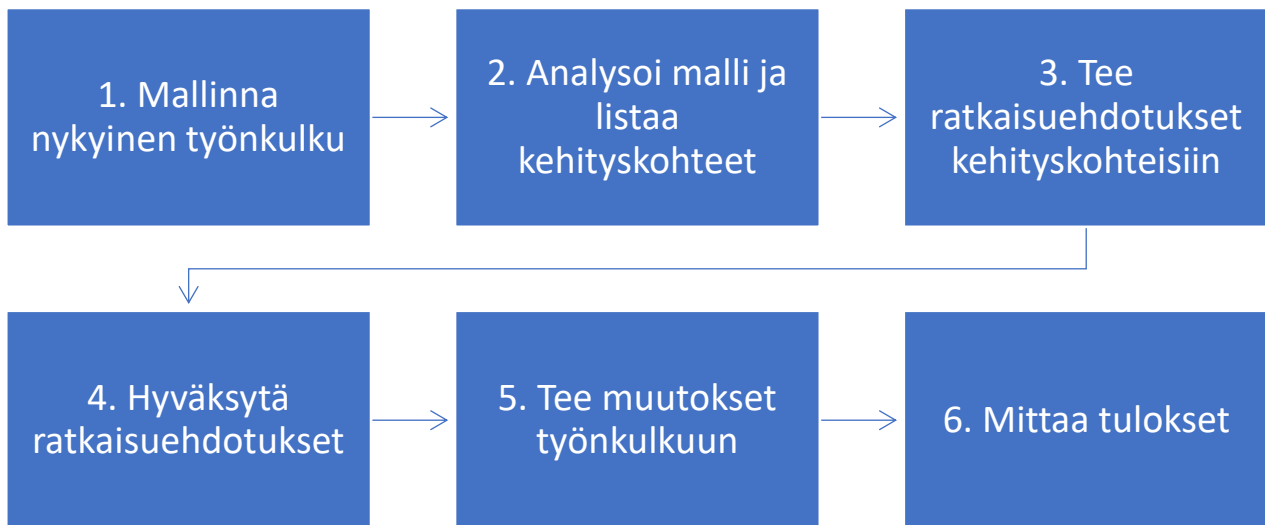 1. Mallinna
nykyinen työnkulku
2. Analysoi malli ja
listaa
kehityskohteet
3. Tee
ratkaisuehdotukset
kehityskohteisiin
4. Hyväksytä
ratkaisuehdotukset
5. Tee muutokset
työnkulkuun
6. Mittaa tulokset